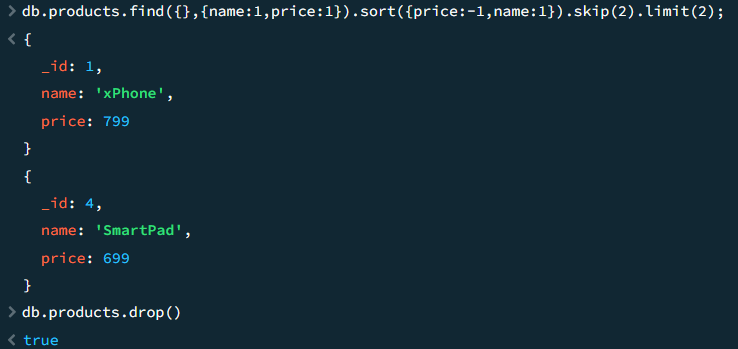 > db.products.find({},{name:1,price:1}).sort({price:-1,name:1}).skip(2).limit(2);
< {
_id: 1,
name: 'xPhone',
price: 799
}
{
_id: 4,
name: 'SmartPad',
price: 699
}
> db.products.drop()
< true